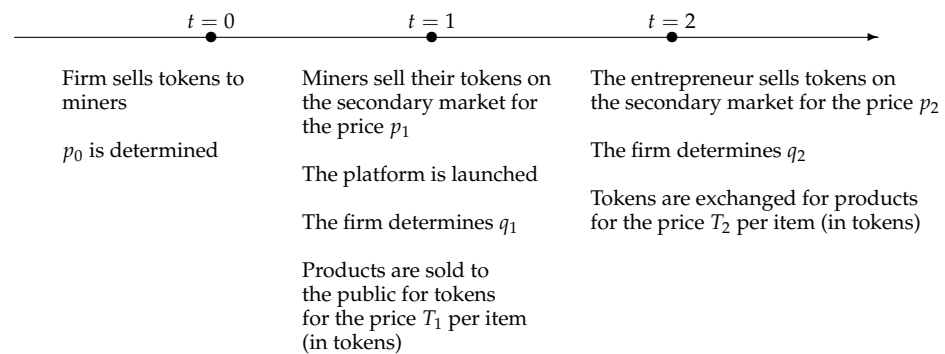 t = 0
t = 1
t = 2
Firm sells tokens to
miners
p₀ is determined
Miners sell their tokens on
the secondary market for
the price p₁
The platform is launched
The firm determines q₁
Products are sold to
the public for tokens
for the price T₁ per item
(in tokens)
The entrepreneur sells tokens on
the secondary market for the price p₂
The firm determines q₂
Tokens are exchanged for products
for the price T₂ per item (in tokens)